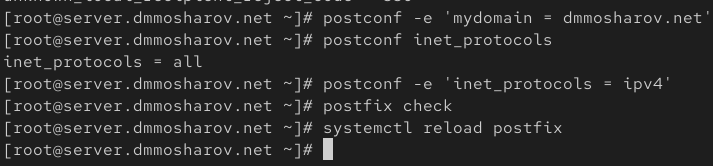 [root@server.dmmosharov.net ~]# postconf -e 'mydomain = dmmosharov.net'
[root@server.dmmosharov.net ~]# postconf inet_protocols
inet_protocols = all
[root@server.dmmosharov.net ~]# postconf -e 'inet_protocols = ipv4'
[root@server.dmmosharov.net ~]# postfix check
[root@server.dmmosharov.net ~]# systemctl reload postfix
[root@server.dmmosharov.net ~]#